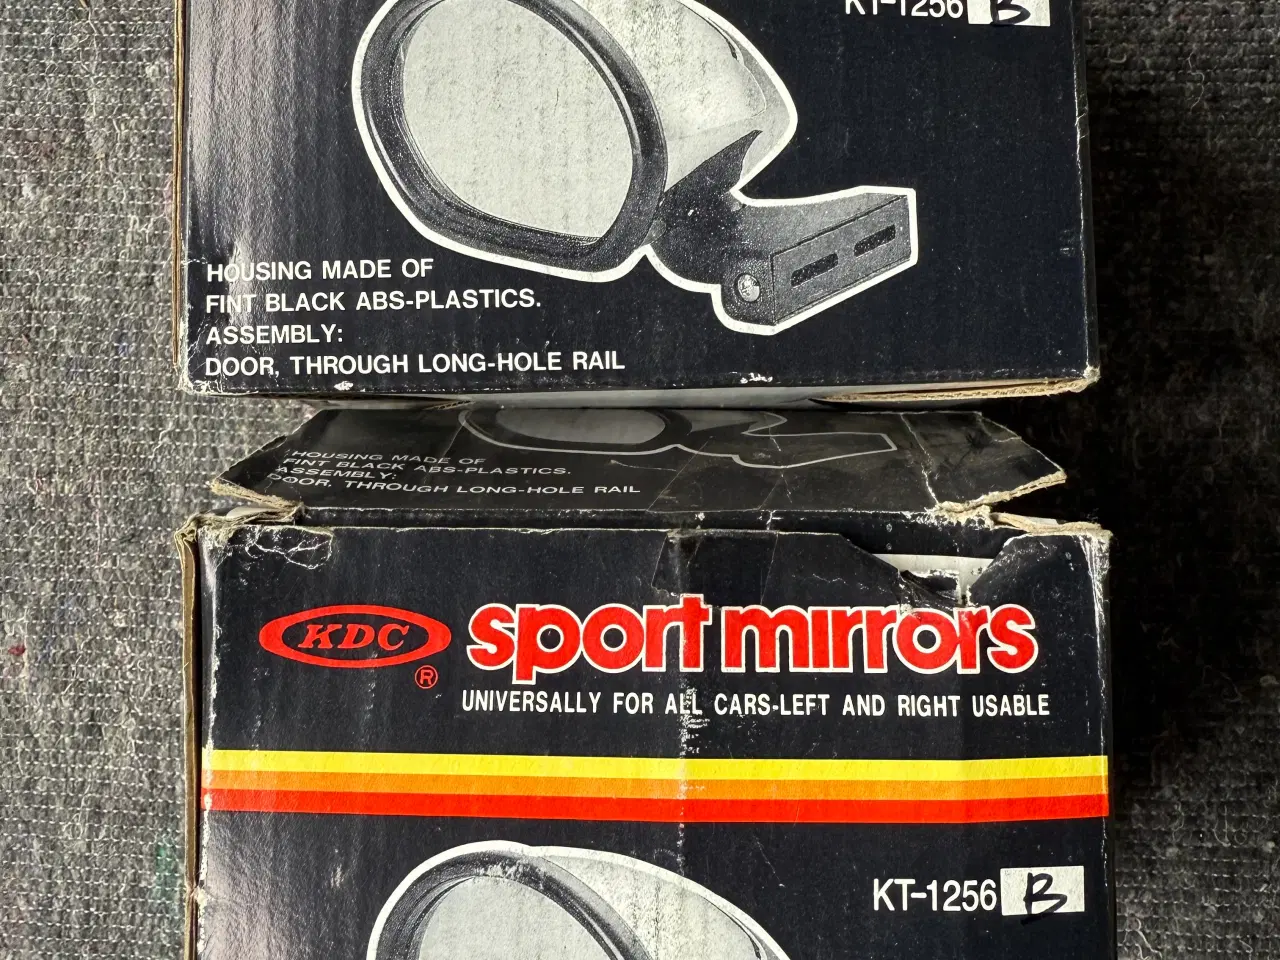 KT-1256 B
HOUSING MADE OF
FINT BLACK ABS-PLASTICS.
ASSEMBLY:
DOOR, THROUGH LONG-HOLE RAIL
HOUSING MADE OF
FINT BLACK ABS-PLASTICS.
ASSEMBLY:
DOOR, THROUGH LONG-HOLE RAIL
KDC ®
sport mirrors
UNIVERSALLY FOR ALL CARS-LEFT AND RIGHT USABLE
KT-1256 B